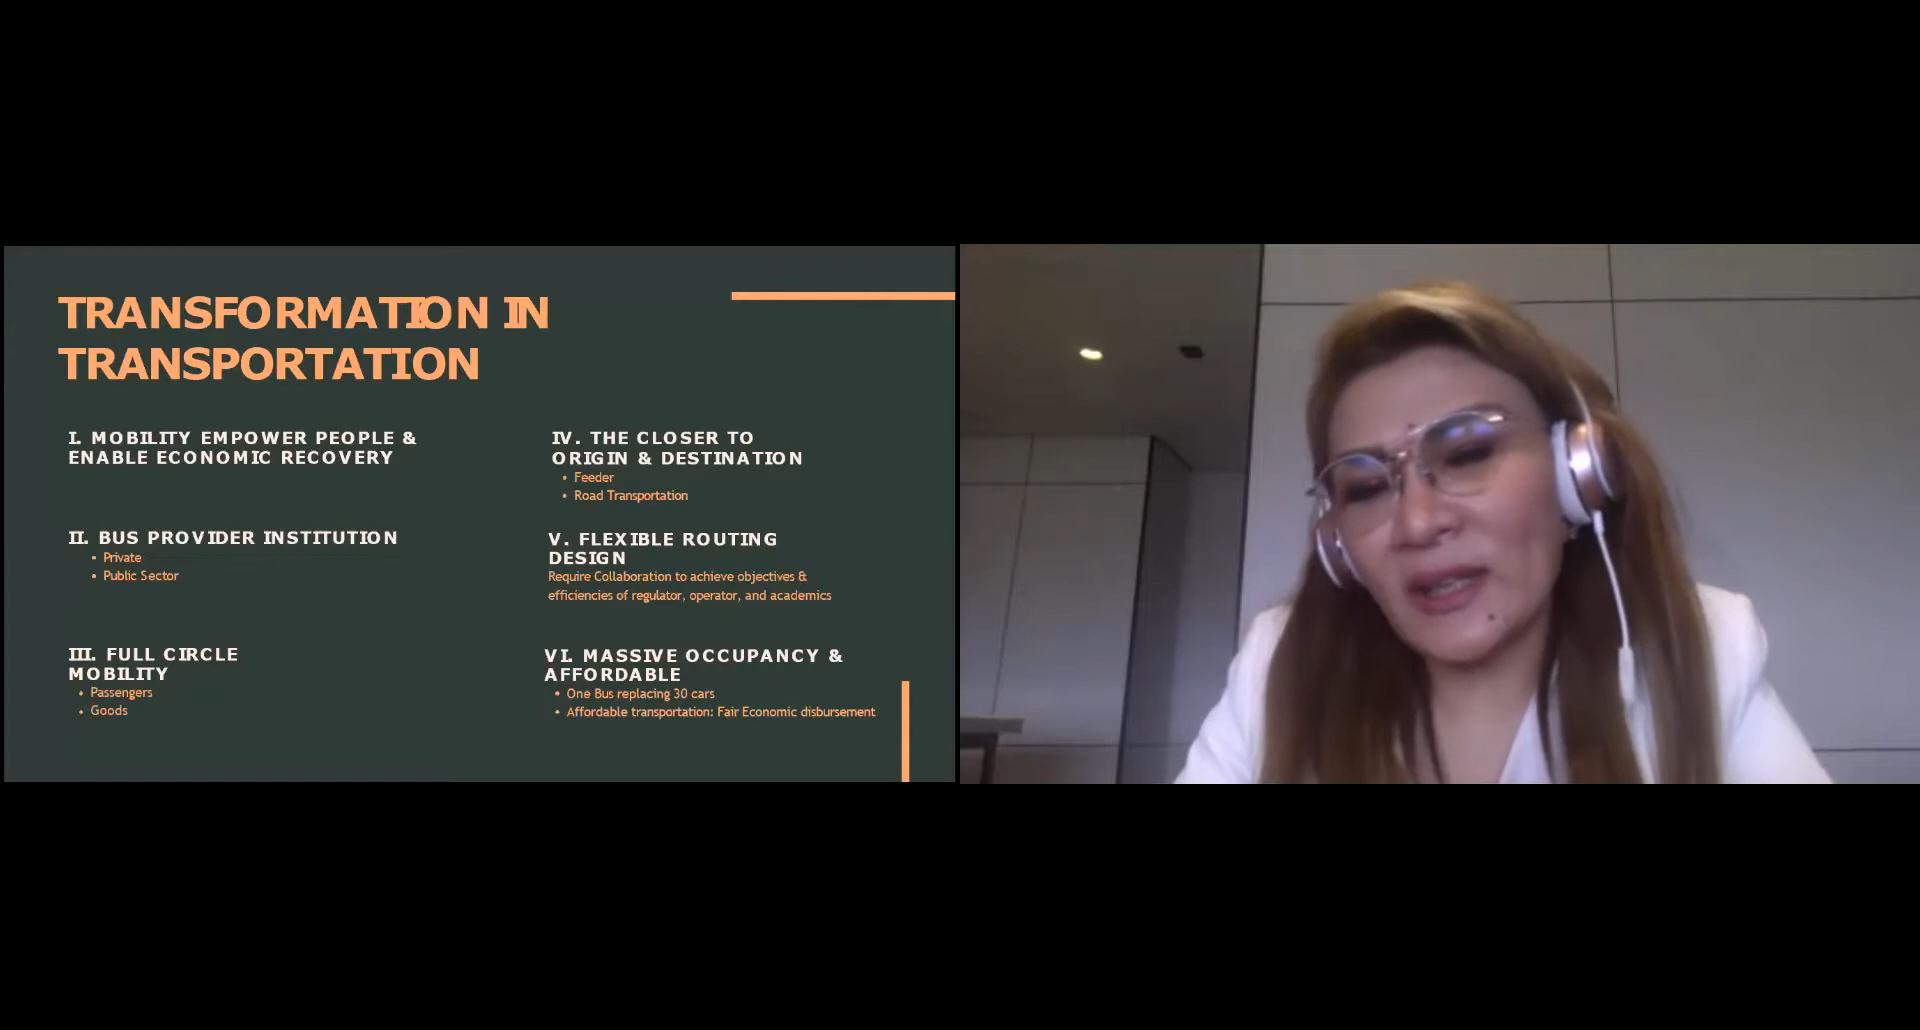 TRANSFORMATION IN
TRANSPORTATION
I. MOBILITY EMPOWER PEOPLE &
ENABLE ECONOMIC RECOVERY
II. BUS PROVIDER INSTITUTION
• Private
• Public Sector
III. FULL CIRCLE
MOBILITY
• Passengers
• Goods
IV. THE CLOSER TO
ORIGIN & DESTINATION
• Feeder
• Road Transportation
V. FLEXIBLE ROUTING
DESIGN
Require Collaboration to achieve objectives &
efficiencies of regulator, operator, and academics
VI. MASSIVE OCCUPANCY &
AFFORDABLE
• One Bus replacing 30 cars
• Affordable transportation: Fair Economic disbursement